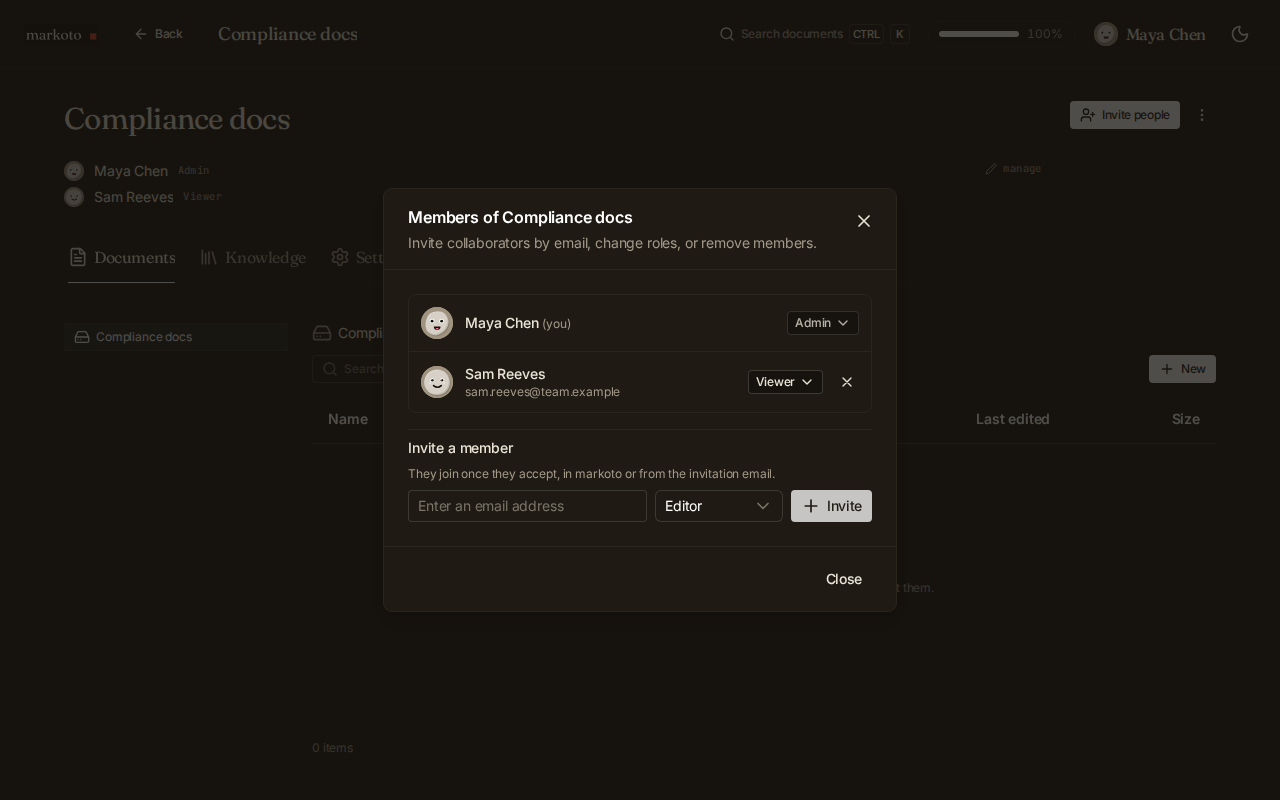 markoto
Back
Compliance docs
Search documents CTRL K
100%
Maya Chen
Compliance docs
Invite people
Maya Chen Admin
manage
Sam Reeves Viewer
Members of Compliance docs
Invite collaborators by email, change roles, or remove members.
Documents
Knowledge
Sett
Maya Chen (you)
Admin
Compliance docs
Compli
Search
New
Sam Reeves
sam.reeves@team.example
Viewer
Name
Last edited
Size
Invite a member
They join once they accept, in markoto or from the invitation email.
Enter an email address
Editor
Invite
Close
t them.
0 items